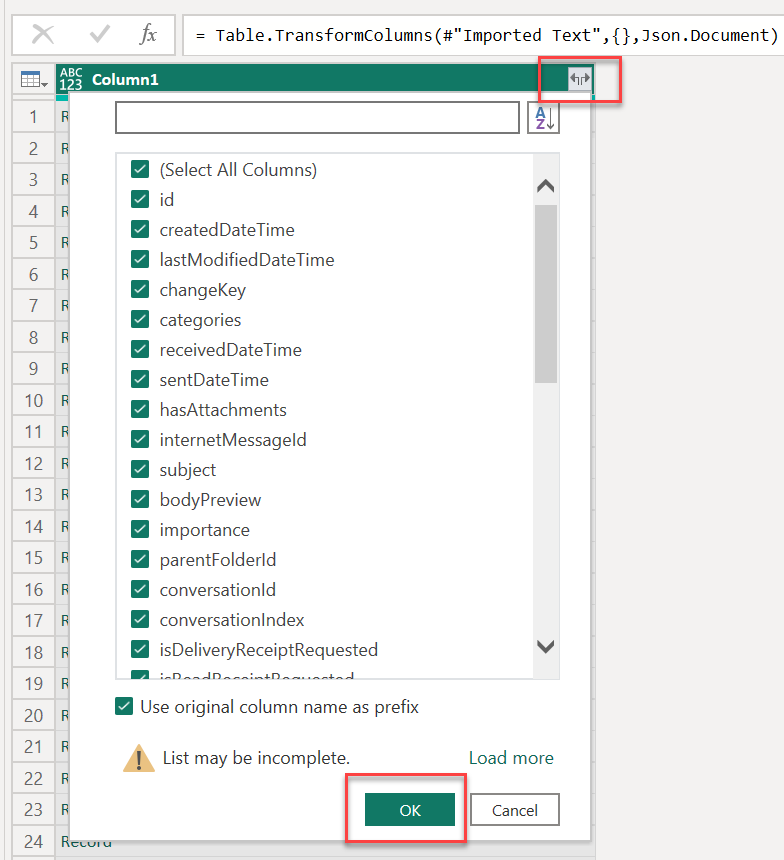 fx
= Table.TransformColumns(#"Imported Text",{},Json.Document)
ABC
123 Column1
A
Z
1 R
2 R
3 R
4 R
5 R
6 R
7 R
8 R
9 R
10 R
11 R
12 R
13 R
14 R
15 R
16 R
17 R
18 R
19 R
20 R
21 R
22 R
23 R
24 Record
(Select All Columns)
id
createdDateTime
lastModifiedDateTime
changeKey
categories
receivedDateTime
sentDateTime
hasAttachments
internetMessageId
subject
bodyPreview
importance
parentFolderId
conversationId
conversationIndex
isDeliveryReceiptRequested
isReadReceiptRequested
Use original column name as prefix
List may be incomplete. Load more
OK Cancel